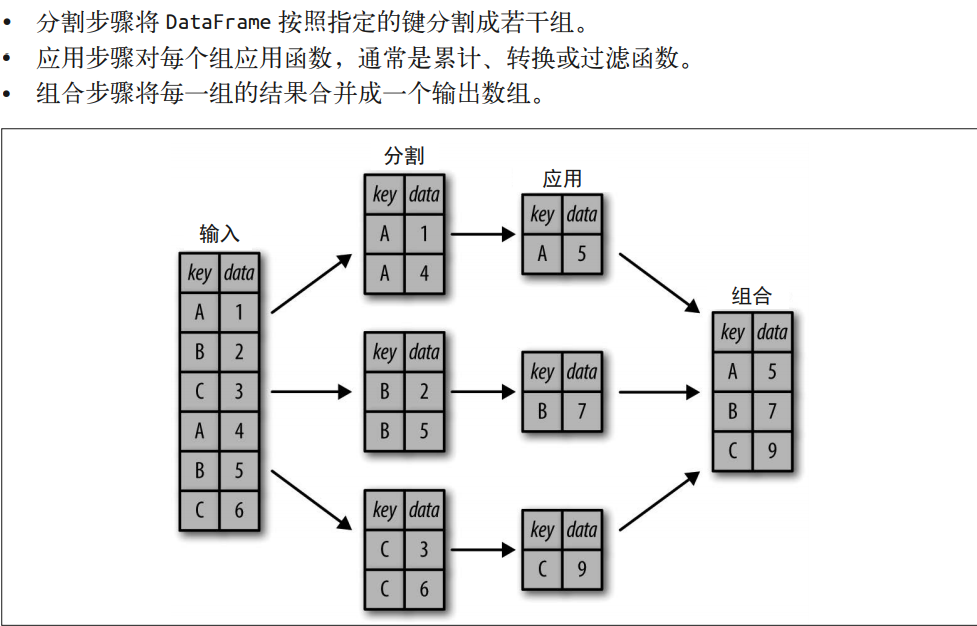 • 分割步骤将 DataFrame 按照指定的键分割成若干组。
• 应用步骤对每个组应用函数，通常是累计、转换或过滤函数。
• 组合步骤将每一组的结果合并成一个输出数组。
输入
key data
A 1
B 2
C 3
A 4
B 5
C 6
分割
key data
A 1
A 4
key data
B 2
B 5
key data
C 3
C 6
应用
key data
A 5
key data
B 7
key data
C 9
组合
key data
A 5
B 7
C 9